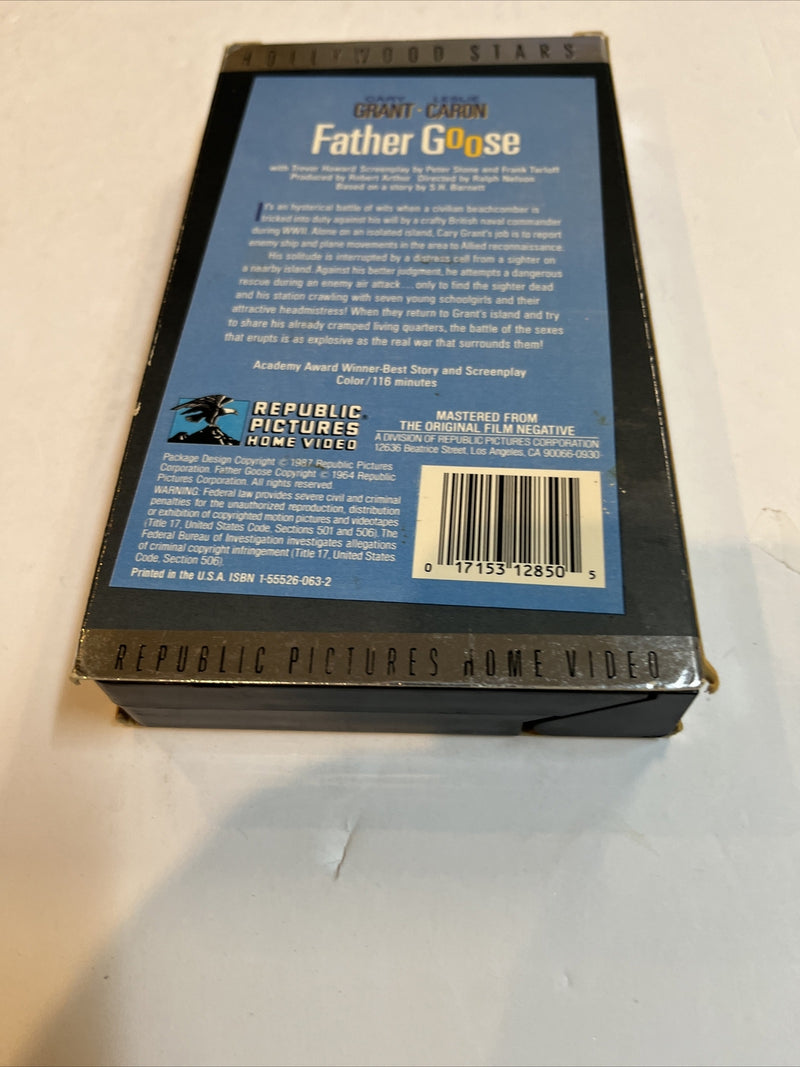 HOLLYWOOD STARS
CARY LESLIE
GRANT · CARON
Father Goose
with Trevor Howard Screenplay by Peter Stone and Frank Tarloff
Produced by Robert Arthur Directed by Ralph Nelson
Based on a story by S.H. Barnett
It's an hysterical battle of wits when a civilian beachcomber is
tricked into duty against his will by a crafty British naval commander
during WWII. Alone on an isolated island, Cary Grant's job is to report
enemy ship and plane movements in the area to Allied reconnaissance.
His solitude is interrupted by a distress call from a sighter on
a nearby island. Against his better judgment, he attempts a dangerous
rescue during an enemy air attack....only to find the sighter dead
and his station crawling with seven young schoolgirls and their
attractive headmistress! When they return to Grant's island and try
to share his already cramped living quarters, the battle of the sexes
that erupts is as explosive as the real war that surrounds them!
Academy Award Winner-Best Story and Screenplay
Color/116 minutes
REPUBLIC
PICTURES®
HOME VIDEO
MASTERED FROM
THE ORIGINAL FILM NEGATIVE
A DIVISION OF REPUBLIC PICTURES CORPORATION
12636 Beatrice Street, Los Angeles, CA 90066-0930
Package Design Copyright © 1987 Republic Pictures
Corporation. Father Goose Copyright © 1964 Republic
Pictures Corporation. All rights reserved.
WARNING: Federal law provides severe civil and criminal
penalties for the unauthorized reproduction, distribution
or exhibition of copyrighted motion pictures and videotapes
(Title 17, United States Code, Sections 501 and 506). The
Federal Bureau of Investigation investigates allegations
of criminal copyright infringement (Title 17, United States
Code, Section 506).
Printed in the U.S.A. ISBN 1-55526-063-2
0 17153 12850 5
REPUBLIC PICTURES HOME VIDEO